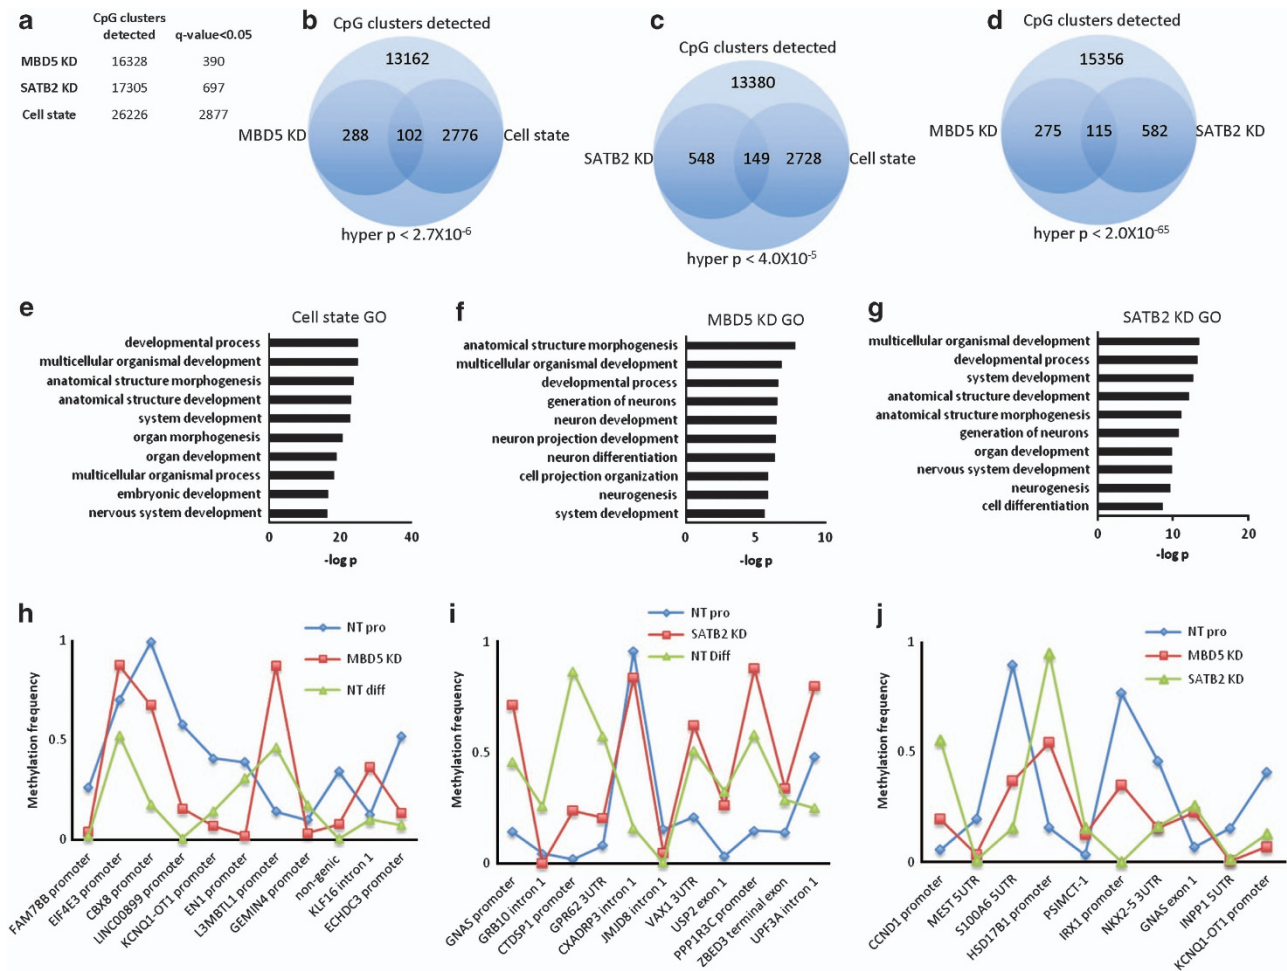 a
CpG clusters detected q-value<0.05
MBD5 KD 16328 390
SATB2 KD 17305 697
Cell state 26226 2877
b
CpG clusters detected
13162
MBD5 KD 288 102 2776 Cell state
hyper p < 2.7X10-6
c
CpG clusters detected
13380
SATB2 KD 548 149 2728 Cell state
hyper p < 4.0X10-5
d
CpG clusters detected
15356
MBD5 KD 275 115 582 SATB2 KD
hyper p < 2.0X10-65
e
Cell state GO
developmental process
multicellular organismal development
anatomical structure morphogenesis
anatomical structure development
system development
organ morphogenesis
organ development
multicellular organismal process
embryonic development
nervous system development
0 20 40
-log p
f
MBD5 KD GO
anatomical structure morphogenesis
multicellular organismal development
developmental process
generation of neurons
neuron development
neuron projection development
neuron differentiation
cell projection organization
neurogenesis
system development
0 5 10
-log p
g
SATB2 KD GO
multicellular organismal development
developmental process
system development
anatomical structure development
anatomical structure morphogenesis
generation of neurons
organ development
nervous system development
neurogenesis
cell differentiation
0 10 20
-log p
h
NT pro
MBD5 KD
NT diff
Methylation frequency
1
0.5
0
FAM78B promoter
EIF4E3 promoter
CBX8 promoter
LINC00899 promoter
KCNQ1-OT1 promoter
EN1 promoter
L3MBTL1 promoter
GEMIN4 promoter
non-genic
KLF16 intron 1
ECHDC3 promoter
i
NT pro
SATB2 KD
NT Diff
Methylation frequency
1
0.5
0
GNAS promoter
GRB10 intron 1
CTDSP1 promoter
GPR62 3UTR
CXADRP3 intron 1
JMJD8 intron 1
VAX1 3UTR
USP2 exon 1
PPP1R3C promoter
ZBED3 terminal exon
UPF3A intron 1
j
NT pro
MBD5 KD
SATB2 KD
Methylation frequency
1
0.5
0
CCND1 promoter
MEST 5UTR
S100A6 5UTR
HSD17B1 promoter
PSIMCT-1
IRX1 promoter
NKX2-5 3UTR
GNAS exon 1
INPP1 5UTR
KCNQ1-OT1 promoter